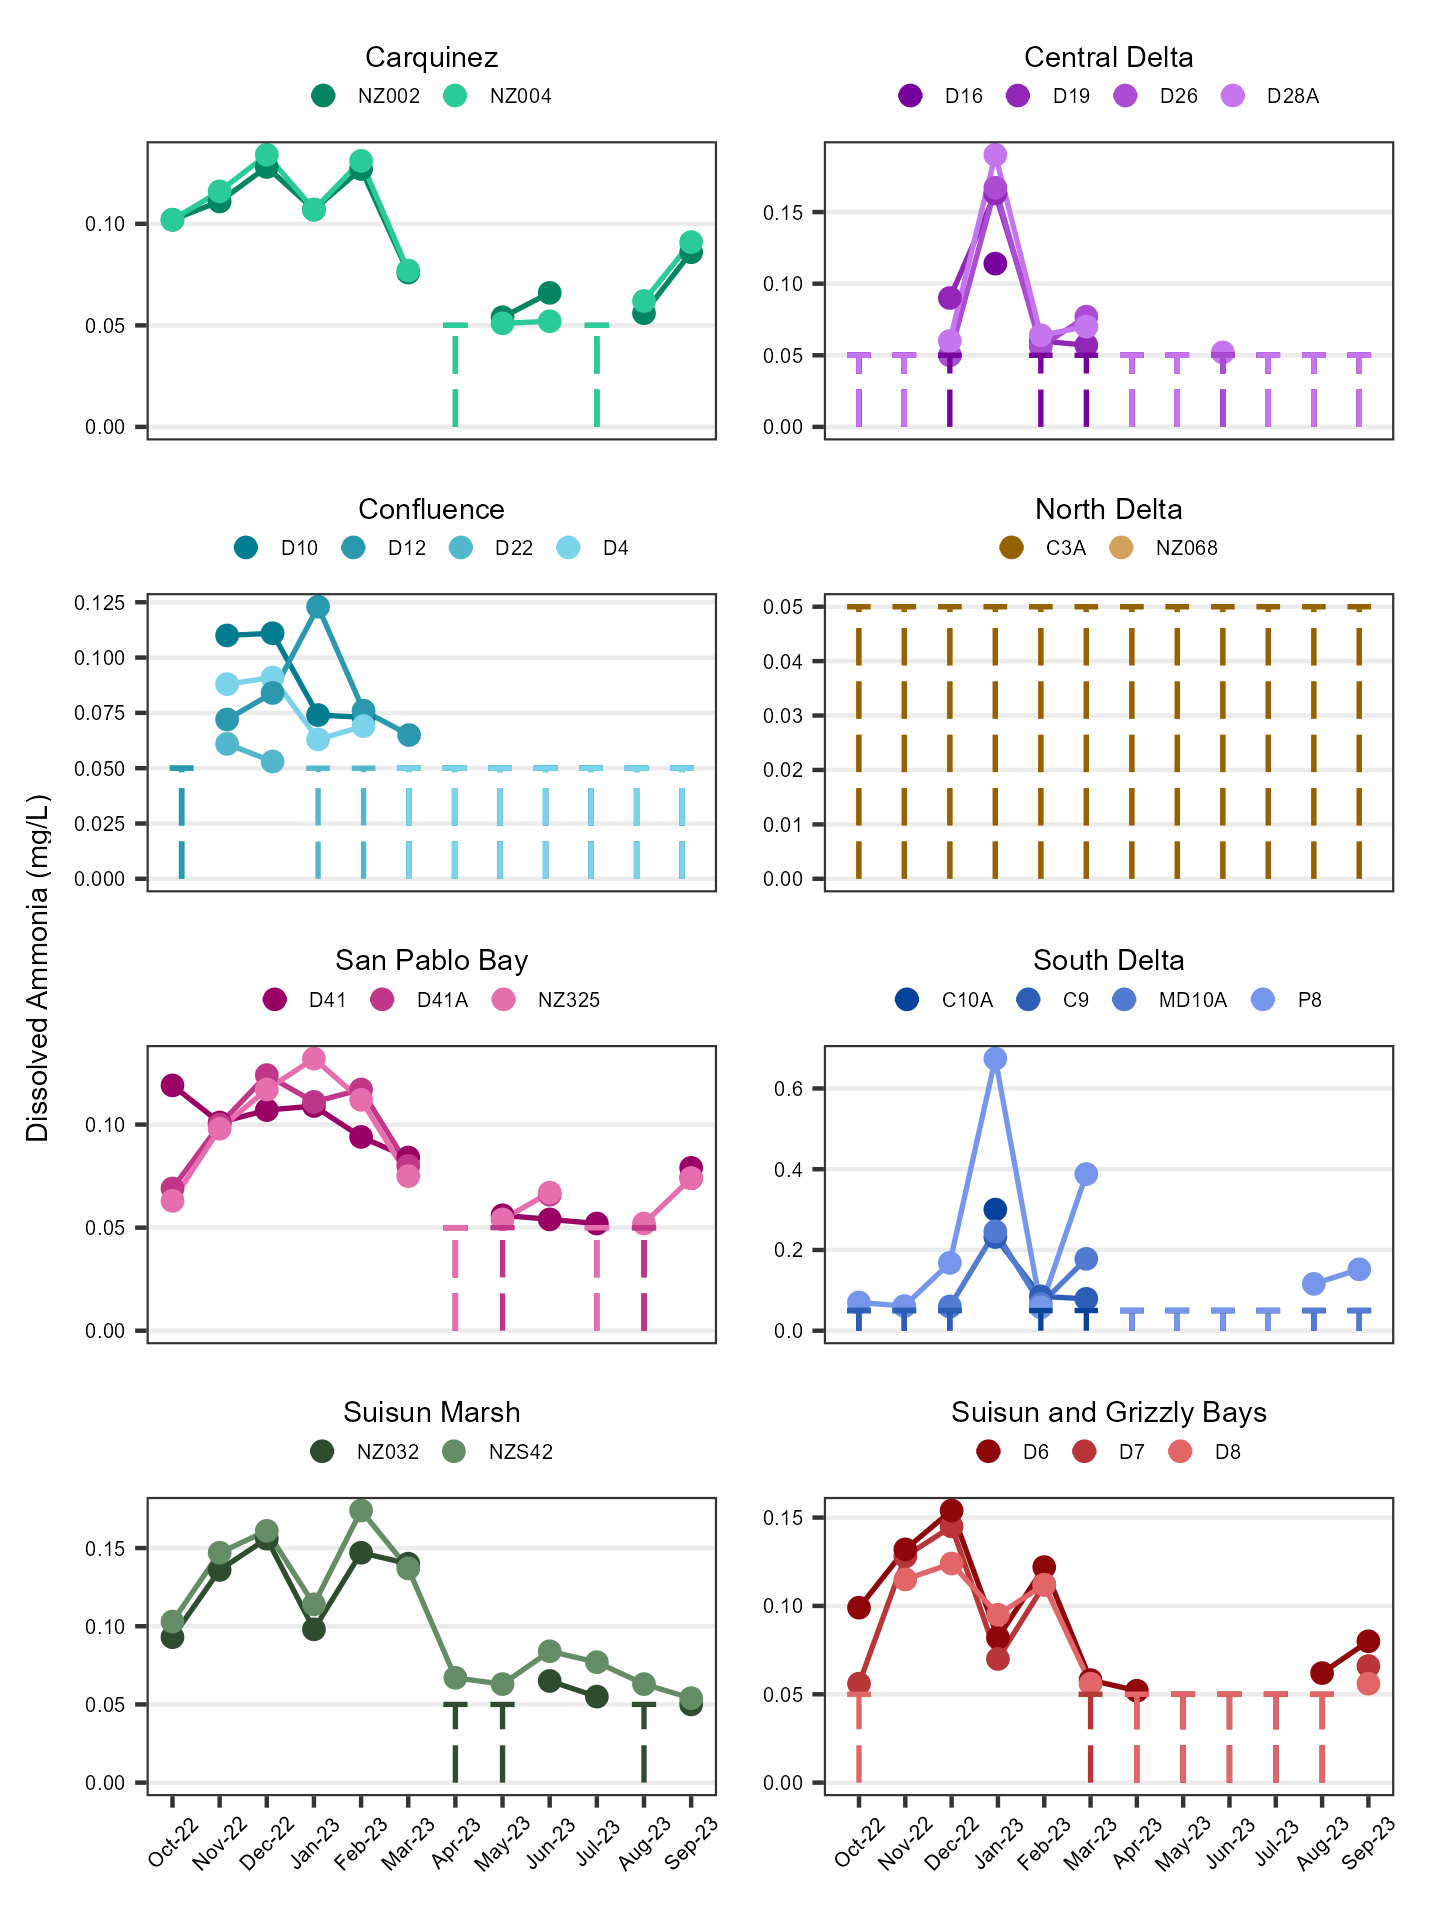 Carquinez
NZ002 NZ004
0.10
0.05
0.00
Central Delta
D16 D19 D26 D28A
0.15
0.10
0.05
0.00
Confluence
D10 D12 D22 D4
0.125
0.100
0.075
0.050
0.025
0.000
North Delta
C3A NZ068
0.05
0.04
0.03
0.02
0.01
0.00
Dissolved Ammonia (mg/L)
San Pablo Bay
D41 D41A NZ325
0.10
0.05
0.00
South Delta
C10A C9 MD10A P8
0.6
0.4
0.2
0.0
Suisun Marsh
NZ032 NZS42
0.15
0.10
0.05
0.00
Oct-22 Nov-22 Dec-22 Jan-23 Feb-23 Mar-23 Apr-23 May-23 Jun-23 Jul-23 Aug-23 Sep-23
Suisun and Grizzly Bays
D6 D7 D8
0.15
0.10
0.05
0.00
Oct-22 Nov-22 Dec-22 Jan-23 Feb-23 Mar-23 Apr-23 May-23 Jun-23 Jul-23 Aug-23 Sep-23